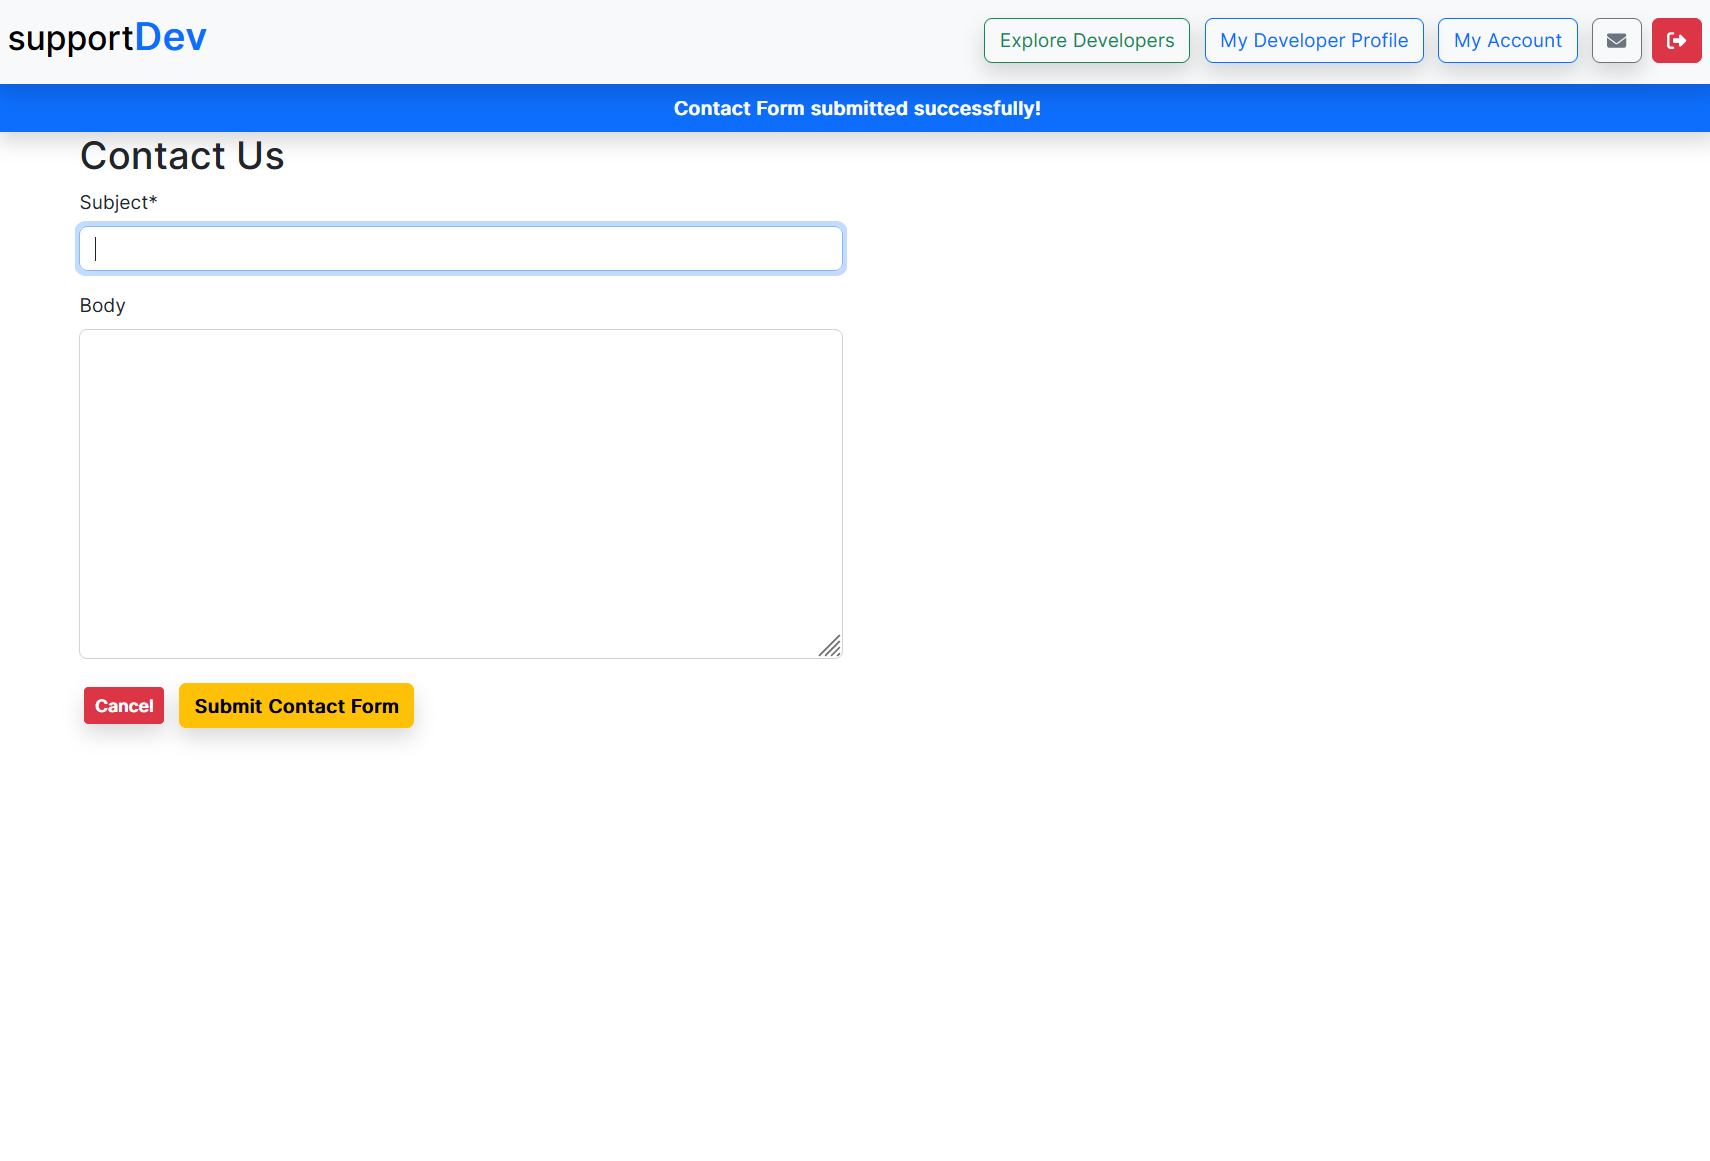 supportDev
Explore Developers
My Developer Profile
My Account
Contact Form submitted successfully!
Contact Us
Subject*
Body
Cancel
Submit Contact Form